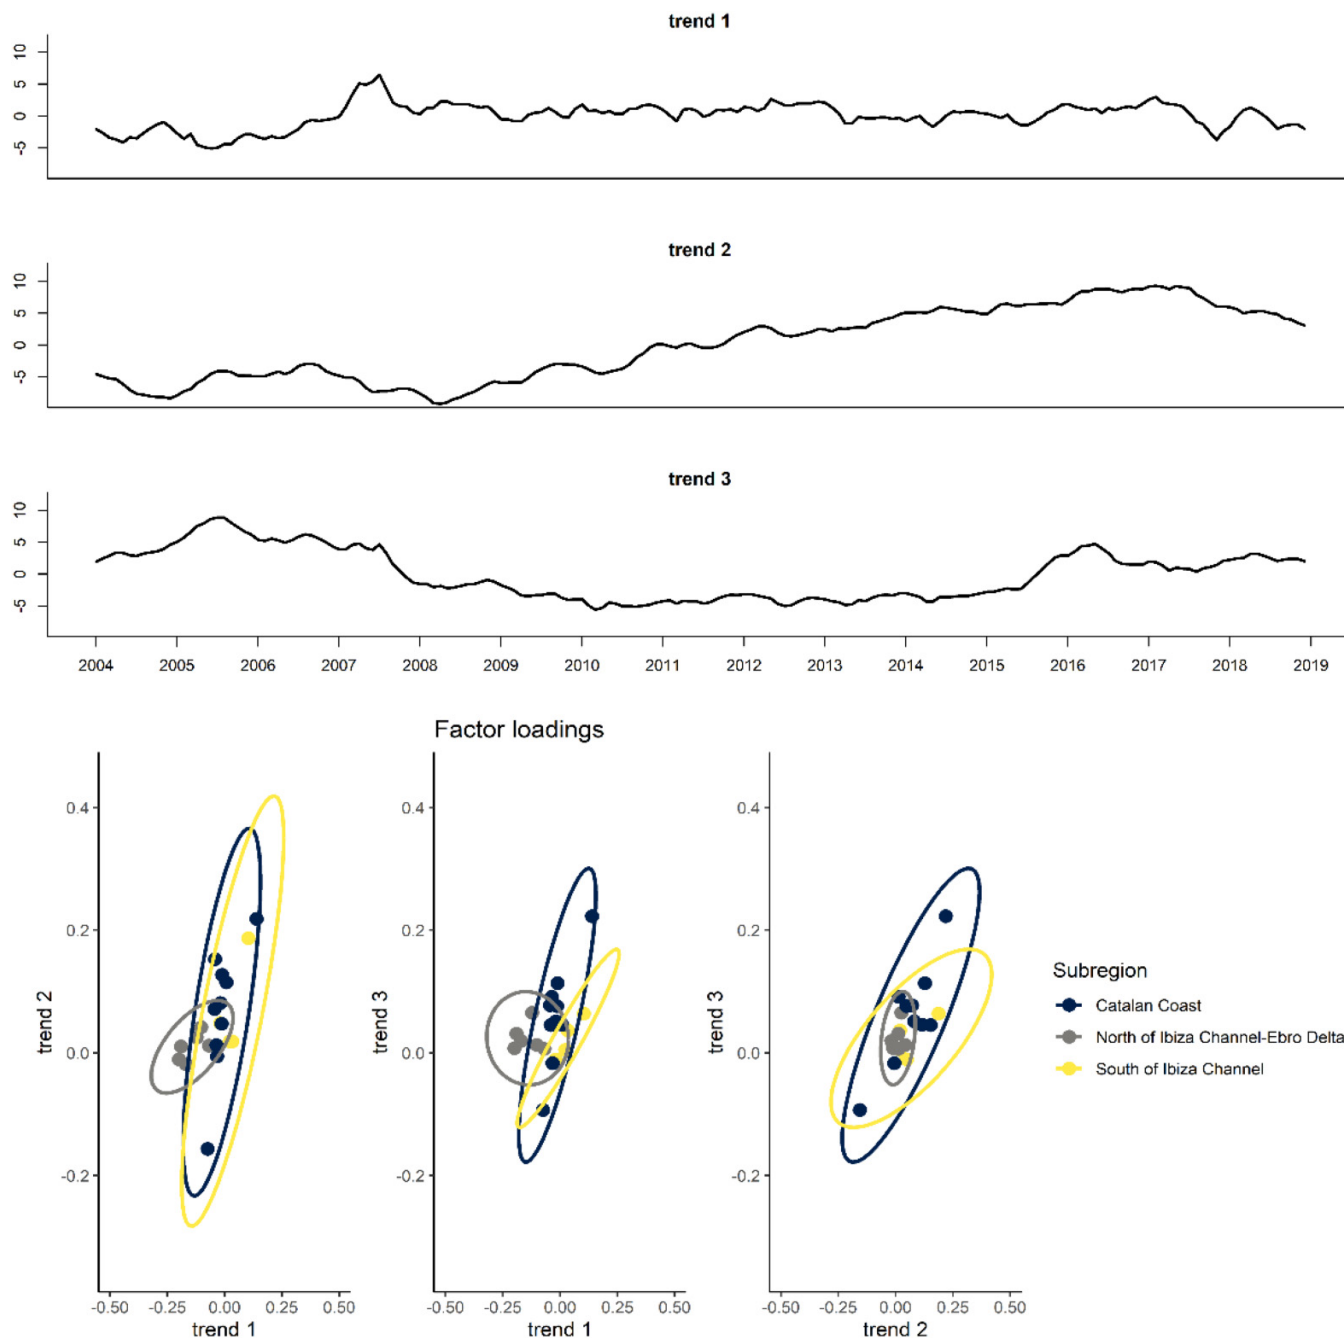 trend 1
10
5
0
-5
trend 2
10
5
0
-5
trend 3
10
5
0
-5
2004 2005 2006 2007 2008 2009 2010 2011 2012 2013 2014 2015 2016 2017 2018 2019
Factor loadings
0.4 0.4 0.4
0.2 0.2 0.2
0.0 0.0 0.0
-0.2 -0.2 -0.2
trend 2 trend 3 trend 3
-0.50 -0.25 0.00 0.25 0.50 -0.50 -0.25 0.00 0.25 0.50 -0.50 -0.25 0.00 0.25 0.50
trend 1 trend 1 trend 2
Subregion
Catalan Coast
North of Ibiza Channel-Ebro Delta
South of Ibiza Channel